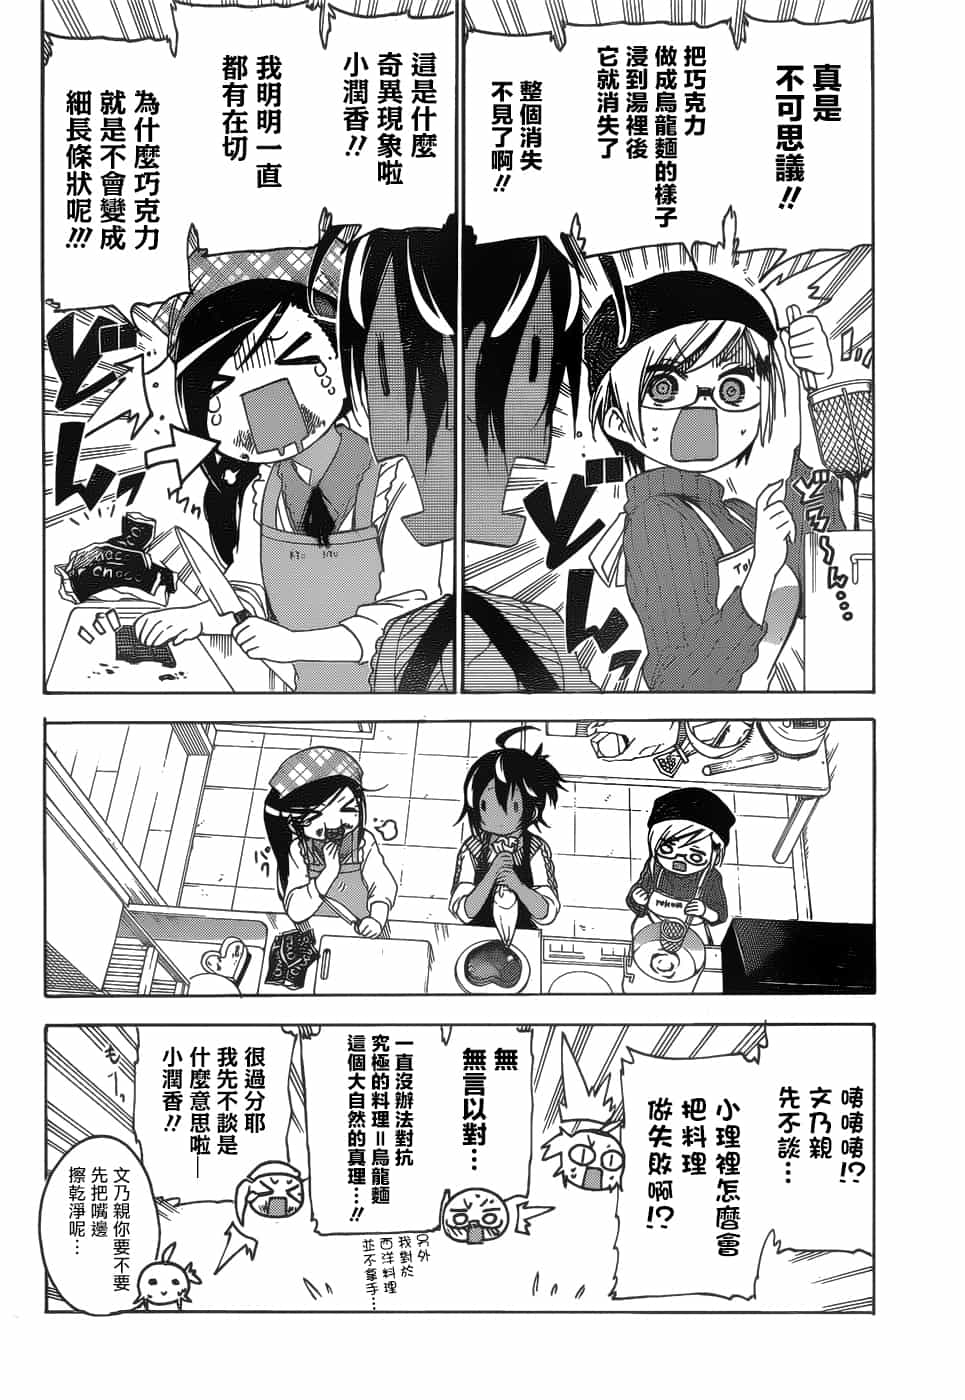 真是
不可思議!!
把巧克力
做成烏龍麵的樣子
浸到湯裡後
它就消失了
整個消失
不見了啊!!
這是什麼
奇異現象啦
小潤香!!
我明明一直
都有在切
為什麼巧克力
就是不會變成
細長條狀呢!!!
咦咦咦!?
文乃親
先不談…
小理裡怎麼會
把料理
做失敗啊!?
無
無言以對…
一直沒辦法對抗
究極的料理=烏龍麵
這個大自然的真理…!!
另外
我對於
西洋料理
並不拿手…
很過分耶
我先不談是
什麼意思啦—
小潤香!!
文乃親你要不要
先把嘴邊
擦乾淨呢…